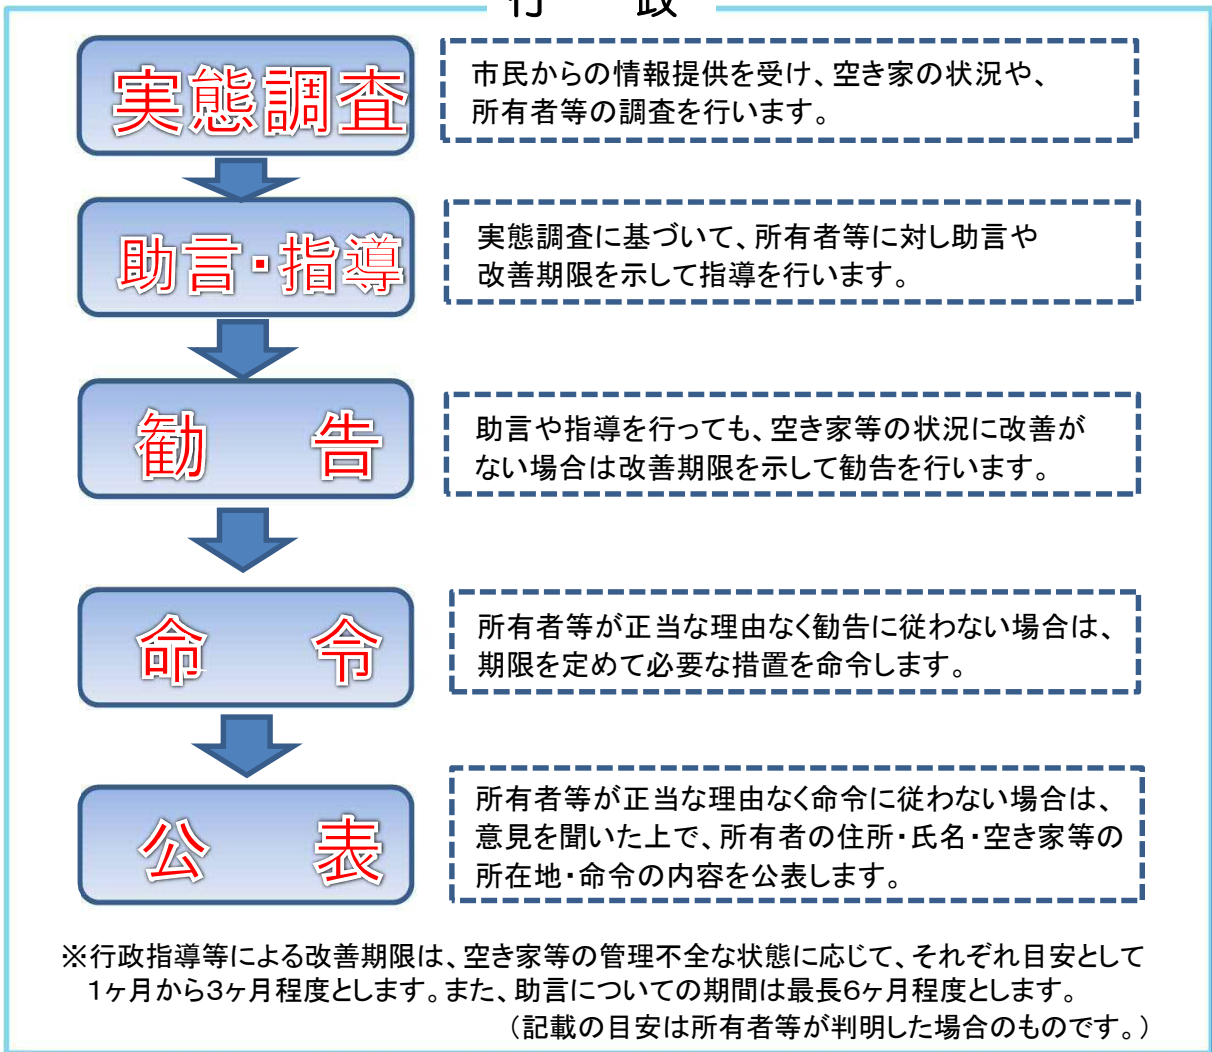 行　政
実態調査
市民からの情報提供を受け、空き家の状況や、
所有者等の調査を行います。
助言・指導
実態調査に基づいて、所有者等に対し助言や
改善期限を示して指導を行います。
勧　告
助言や指導を行っても、空き家等の状況に改善が
ない場合は改善期限を示して勧告を行います。
命　令
所有者等が正当な理由なく勧告に従わない場合は、
期限を定めて必要な措置を命令します。
公　表
所有者等が正当な理由なく命令に従わない場合は、
意見を聞いた上で、所有者の住所・氏名・空き家等の
所在地・命令の内容を公表します。
※行政指導等による改善期限は、空き家等の管理不全な状態に応じて、それぞれ目安として
１ヶ月から３ヶ月程度とします。また、助言についての期間は最長６ヶ月程度とします。
（記載の目安は所有者等が判明した場合のものです。）